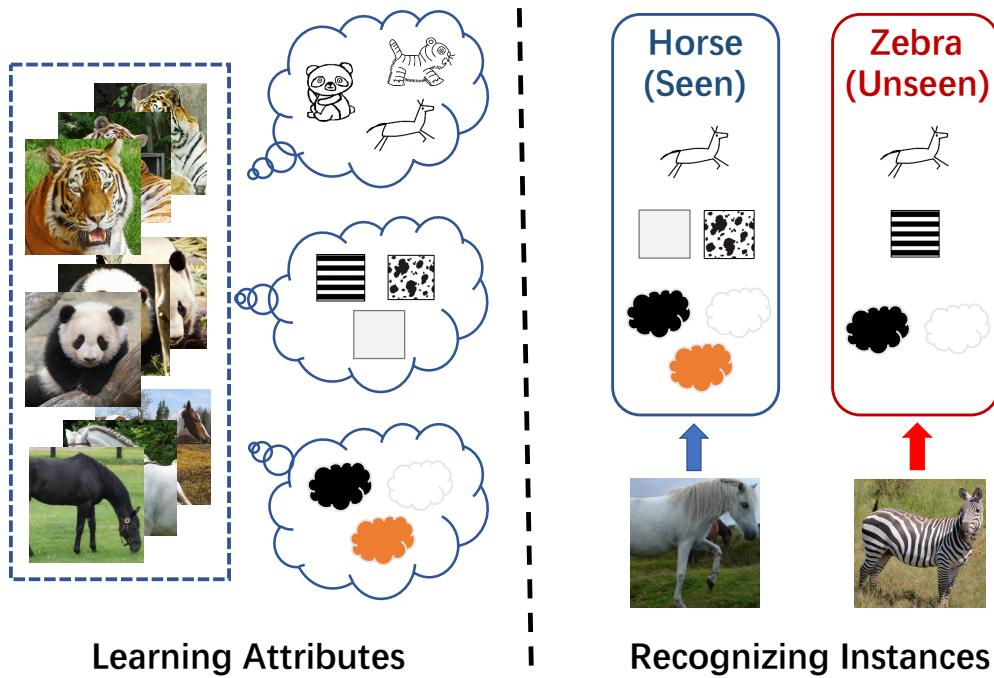 Horse
(Seen)
Zebra
(Unseen)
Learning Attributes
Recognizing Instances